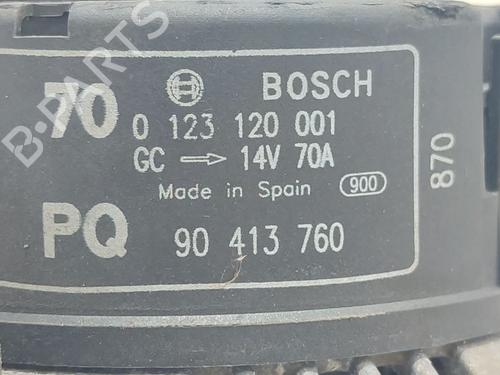 70
BOSCH
0 123 120 001
GC → 14V 70A
Made in Spain 900
870
PQ
90 413 760
B-PARTS